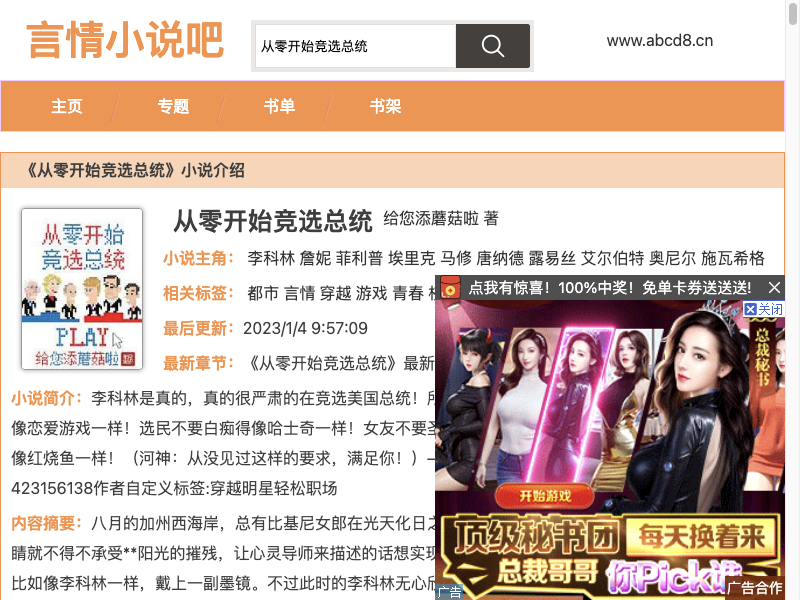 言情小说吧
从零开始竞选总统
www.abcd8.cn
主页
专题
书单
书架
《从零开始竞选总统》小说介绍
从零开始
竞选总统
PLAY
给您添蘑菇啦
从零开始竞选总统 给您添蘑菇啦 著
小说主角: 李科林 詹妮 菲利普 埃里克 马修 唐纳德 露易丝 艾尔伯特 奥尼尔 施瓦希格
相关标签: 都市 言情 穿越 游戏 青春
最后更新: 2023/1/4 9:57:09
最新章节: 《从零开始竞选总统》最新
小说简介: 李科林是真的，真的很严肃的在竞选美国总统！
像恋爱游戏一样！选民不要白痴得像哈士奇一样！女友不要
像红烧鱼一样！（河神：从没见过这样的要求，满足你！）
423156138作者自定义标签:穿越明星轻松职场
内容摘要: 八月的加州西海岸，总有比基尼女郎在光天化日
睛就不得不承受**阳光的摧残，让心灵导师来描述的话想实
比如像李科林一样，戴上一副墨镜。不过此时的李科林无心
点我有惊喜！100%中奖！免单卡券送送送!
关闭
总裁秘书
开始游戏
顶级秘书团 每天换着来
总裁哥哥 你Pick谁
广告
广告合作